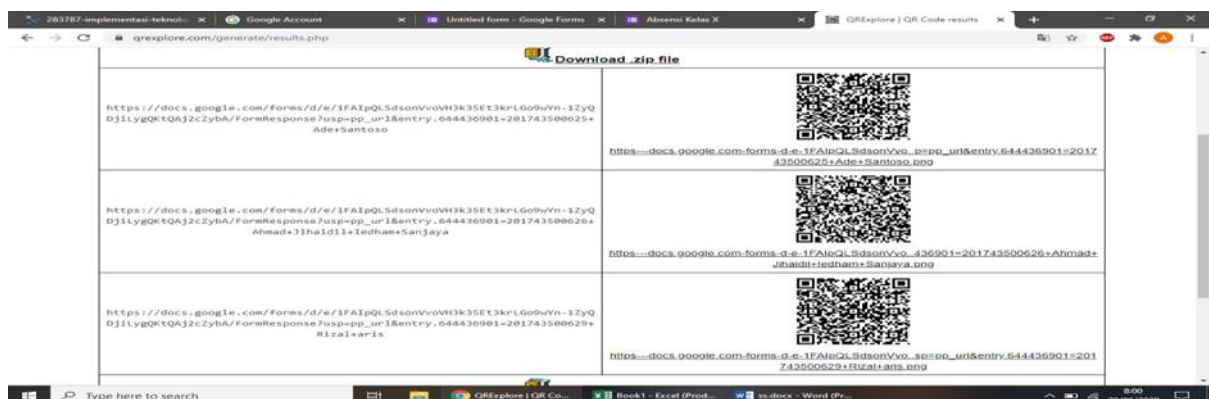 283787-implementasi-teknolo
Google Account
Untitled form - Google Forms
Absensi Kelas X
QRExplore | QR Code results
qrexplore.com/generate/results.php
Download .zip file
https://docs.google.com/forms/d/e/1FAIpQLSdsonVvoVH3k35Et3krLGo9wYn-1ZyQ
DjiLygQKtQAj2cZybA/FormResponse?usp=pp_url&entry.644436901=201743500625+
Ade+Santoso
https---docs.google.com-forms-d-e-1FAIpQLSdsonVvo..p=pp_url&entry.644436901=2017
43500625+Ade+Santoso.png
https://docs.google.com/forms/d/e/1FAIpQLSdsonVvoVH3k35Et3krLGo9wYn-1ZyQ
DjiLygQKtQAj2cZybA/FormResponse?usp=pp_url&entry.644436901=201743500626+
Ahmad+Jihaldil+Iedham+Sanjaya
https---docs.google.com-forms-d-e-1FAIpQLSdsonVvo..436901=201743500626+Ahmad+
Jihaidil+Iedham+Sanjaya.png
https://docs.google.com/forms/d/e/1FAIpQLSdsonVvoVH3k35Et3krLGo9wYn-1ZyQ
DjiLygQKtQAj2cZybA/FormResponse?usp=pp_url&entry.644436901=201743500629+
Rizal+aris
https---docs.google.com-forms-d-e-1FAIpQLSdsonVvo..sp=pp_url&entry.644436901=201
743500629+Rizal+aris.png
Type here to search
QRExplore | QR Co...
Book1 - Excel (Prod...
ss.docx - Word (Pr...
8:00